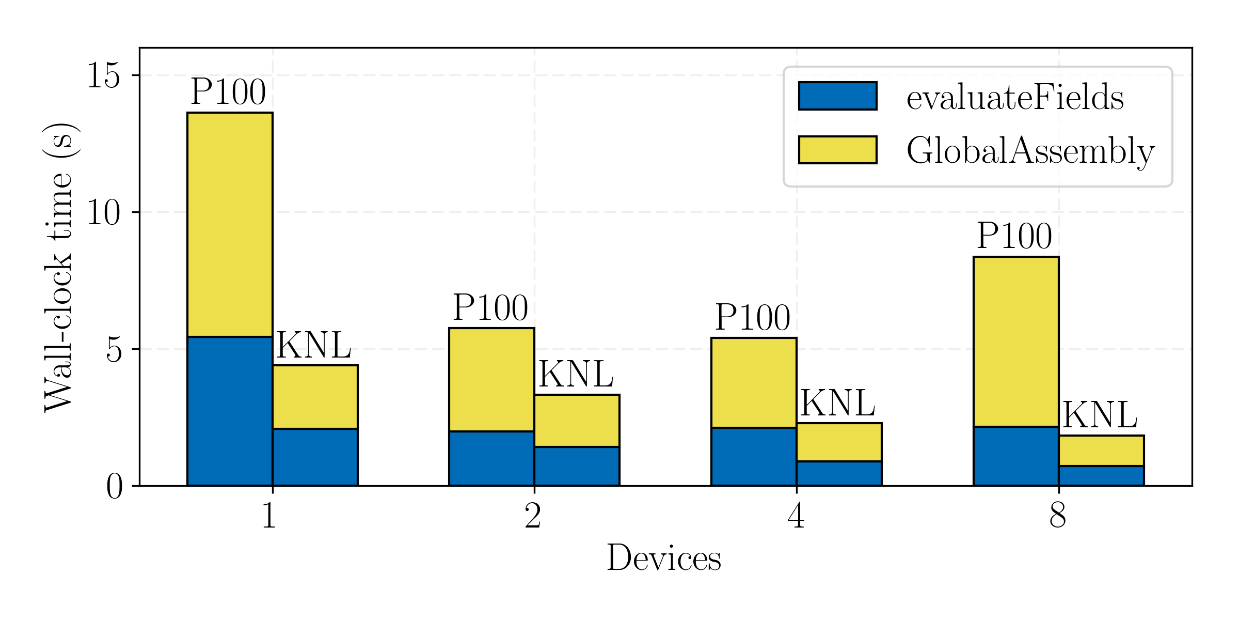 15
10
5
0
Wall-clock time (s)
P100
KNL
P100
KNL
P100
KNL
P100
KNL
evaluateFields
GlobalAssembly
1
2
4
8
Devices